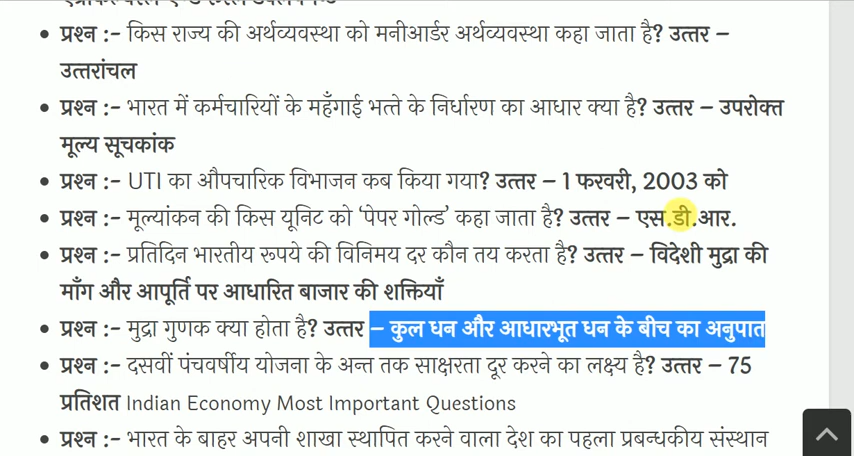 प्रश्न :- किस राज्य की अर्थव्यवस्था को मनीआर्डर अर्थव्यवस्था कहा जाता है? उत्तर –
उत्तरांचल
प्रश्न :- भारत में कर्मचारियों के महँगाई भत्ते के निर्धारण का आधार क्या है? उत्तर – उपरोक्त
मूल्य सूचकांक
प्रश्न :- UTI का औपचारिक विभाजन कब किया गया? उत्तर – 1 फरवरी, 2003 को
प्रश्न :- मूल्यांकन की किस यूनिट को 'पेपर गोल्ड' कहा जाता है? उत्तर – एस.डी.आर.
प्रश्न :- प्रतिदिन भारतीय रूपये की विनिमय दर कौन तय करता है? उत्तर – विदेशी मुद्रा की
माँग और आपूर्ति पर आधारित बाजार की शक्तियाँ
प्रश्न :- मुद्रा गुणक क्या होता है? उत्तर – कुल धन और आधारभूत धन के बीच का अनुपात
प्रश्न :- दसवीं पंचवर्षीय योजना के अन्त तक साक्षरता दूर करने का लक्ष्य है? उत्तर – 75
प्रतिशत Indian Economy Most Important Questions
प्रश्न :- भारत के बाहर अपनी शाखा स्थापित करने वाला देश का पहला प्रबन्धकीय संस्थान